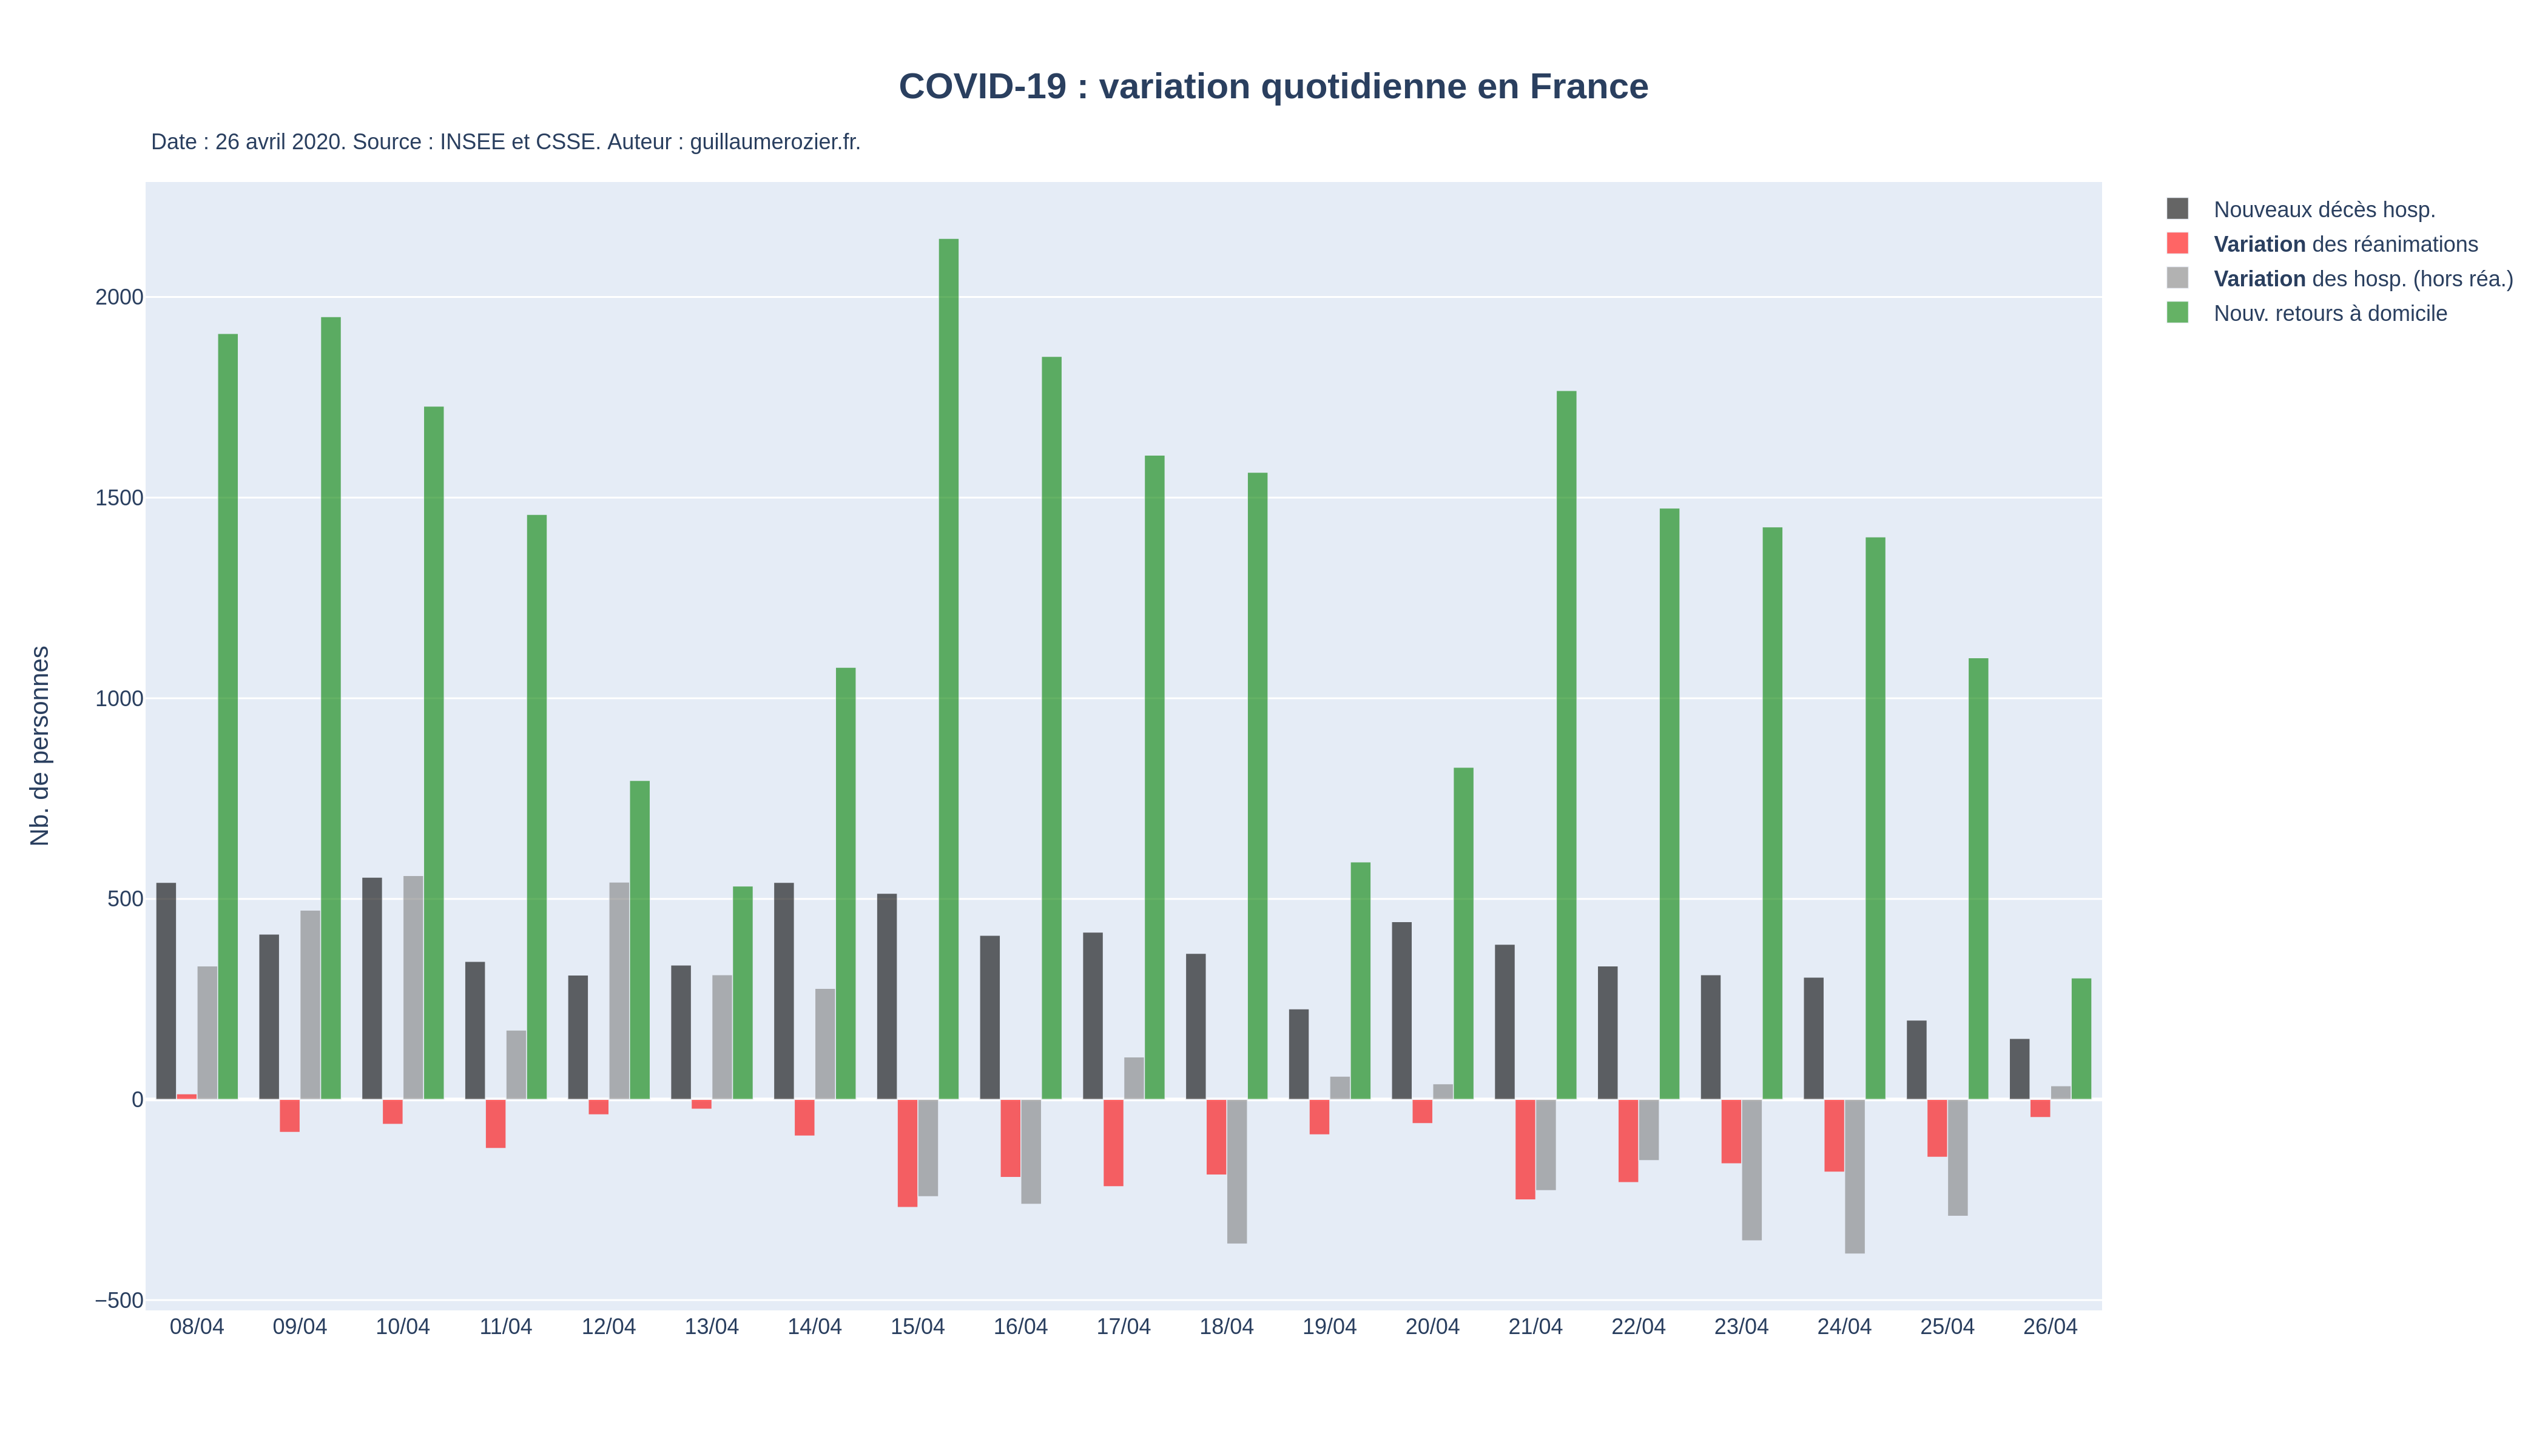 COVID-19 : variation quotidienne en France
Date : 26 avril 2020. Source : INSEE et CSSE. Auteur : guillaumerozier.fr.
Nouveaux décès hosp.
Variation des réanimations
Variation des hosp. (hors réa.)
Nouv. retours à domicile
Nb. de personnes
2000
1500
1000
500
0
−500
08/04 09/04 10/04 11/04 12/04 13/04 14/04 15/04 16/04 17/04 18/04 19/04 20/04 21/04 22/04 23/04 24/04 25/04 26/04